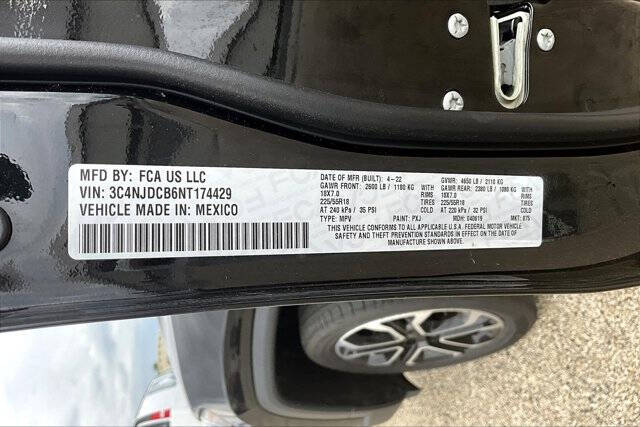 MFD BY: FCA US LLC
VIN: 3C4NJDCB6NT174429
VEHICLE MADE IN: MEXICO
DATE OF MFR (BUILT): 4-22 GVWR: 4650 LB / 2110 KG
GAWR FRONT: 2600 LB / 1180 KG WITH GAWR REAR: 2380 LB / 1080 KG
18X7.0 RIMS 18X7.0
225/55R18 TIRES 225/55R18
AT 240 kPa / 35 PSI COLD AT 220 kPa / 32 PSI
TYPE: MPV PAINT: PXJ MDH: 040619 MKT: 075
THIS VEHICLE CONFORMS TO ALL APPLICABLE U.S.A. FEDERAL MOTOR VEHICLE
SAFETY AND THEFT PREVENTION STANDARDS IN EFFECT ON THE DATE OF
MANUFACTURE SHOWN ABOVE.